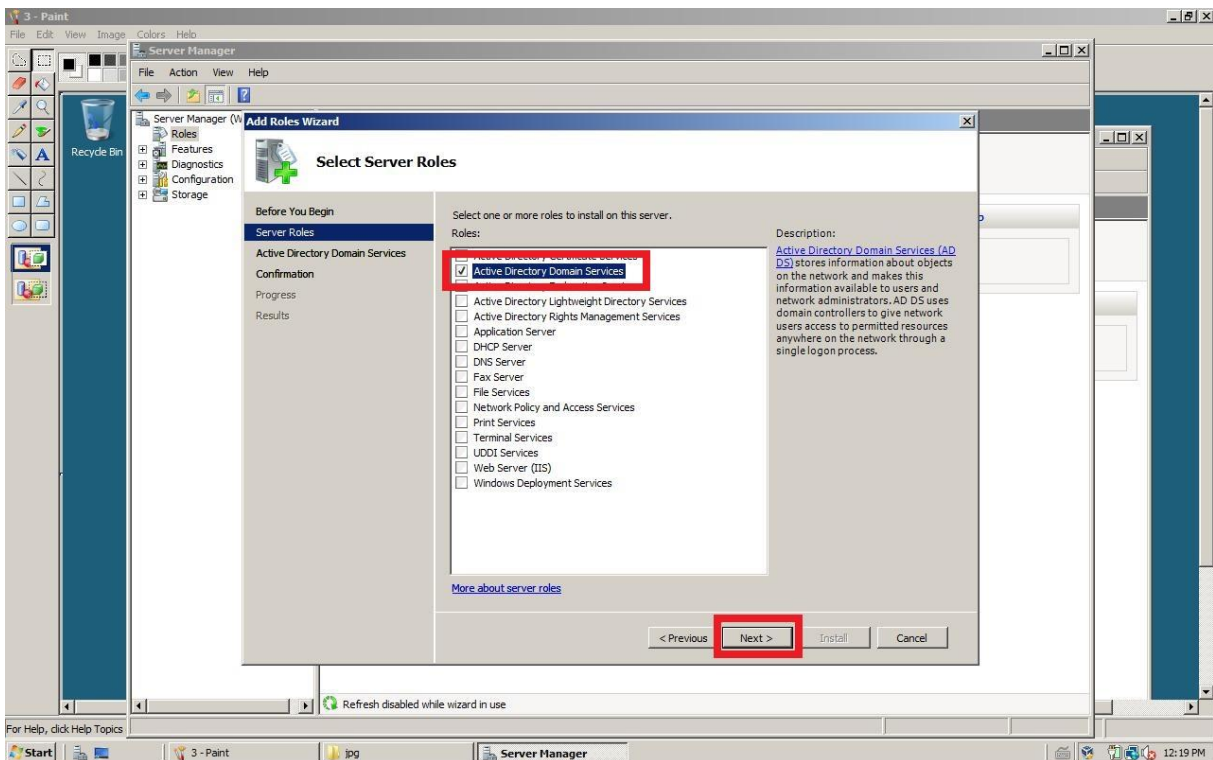 3 - Paint
File Edit View Image Colors Help
Server Manager
File Action View Help
Recycle Bin
Server Manager (W
Roles
Features
Diagnostics
Configuration
Storage
Add Roles Wizard
Select Server Roles
Before You Begin
Server Roles
Active Directory Domain Services
Confirmation
Progress
Results
Select one or more roles to install on this server.
Roles:
Active Directory Certificate Services
Active Directory Domain Services
Active Directory Lightweight Directory Services
Active Directory Rights Management Services
Application Server
DHCP Server
DNS Server
Fax Server
File Services
Network Policy and Access Services
Print Services
Terminal Services
UDDI Services
Web Server (IIS)
Windows Deployment Services
More about server roles
Description:
Active Directory Domain Services (AD
DS) stores information about objects
on the network and makes this
information available to users and
network administrators. AD DS uses
domain controllers to give network
users access to permitted resources
anywhere on the network through a
single logon process.
< Previous Next > Install Cancel
Refresh disabled while wizard in use
For Help, click Help Topics
Start 3 - Paint jpg Server Manager 12:19 PM